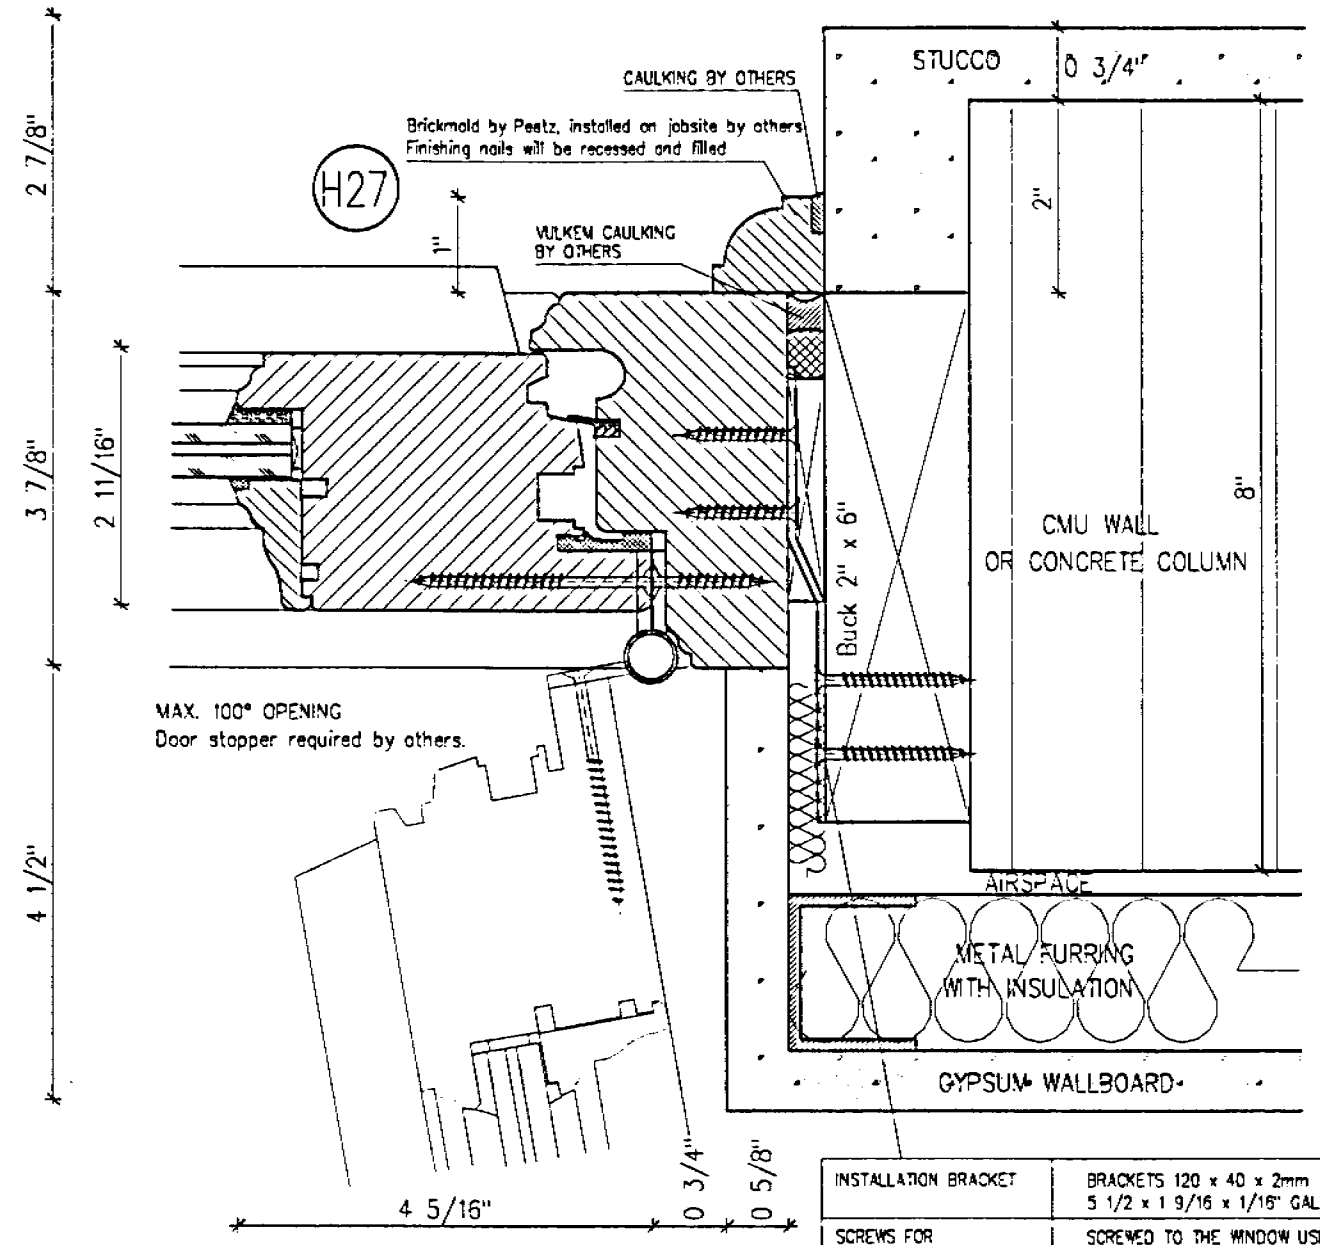 STUCCO
0 3/4"
CAULKING BY OTHERS
Brickmold by Peetz, installed on jobsite by others
Finishing nails will be recessed and filled
H27
2 7/8"
1"
2"
VULKEM CAULKING
BY OTHERS
3 7/8"
2 11/16"
8"
CMU WALL
OR CONCRETE COLUMN
Buck 2" x 6"
MAX. 100° OPENING
Door stopper required by others.
4 1/2"
AIRSPACE
METAL FURRING
WITH INSULATION
GYPSUM WALLBOARD
4 5/16"
0 3/4"
0 5/8"
INSTALLATION BRACKET
BRACKETS 120 x 40 x 2mm
5 1/2 x 1 9/16 x 1/16" GAL
SCREWS FOR
SCREWED TO THE WINDOW USI